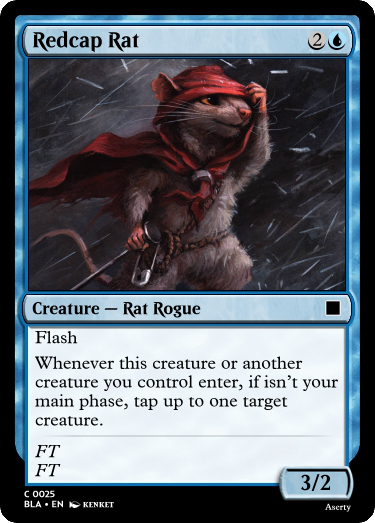 Redcap Rat 2
Creature — Rat Rogue
Flash
Whenever this creature or another
creature you control enter, if isn't your
main phase, tap up to one target
creature.
FT
FT
3/2
C 0025
BLA • EN KENKET
Aserty